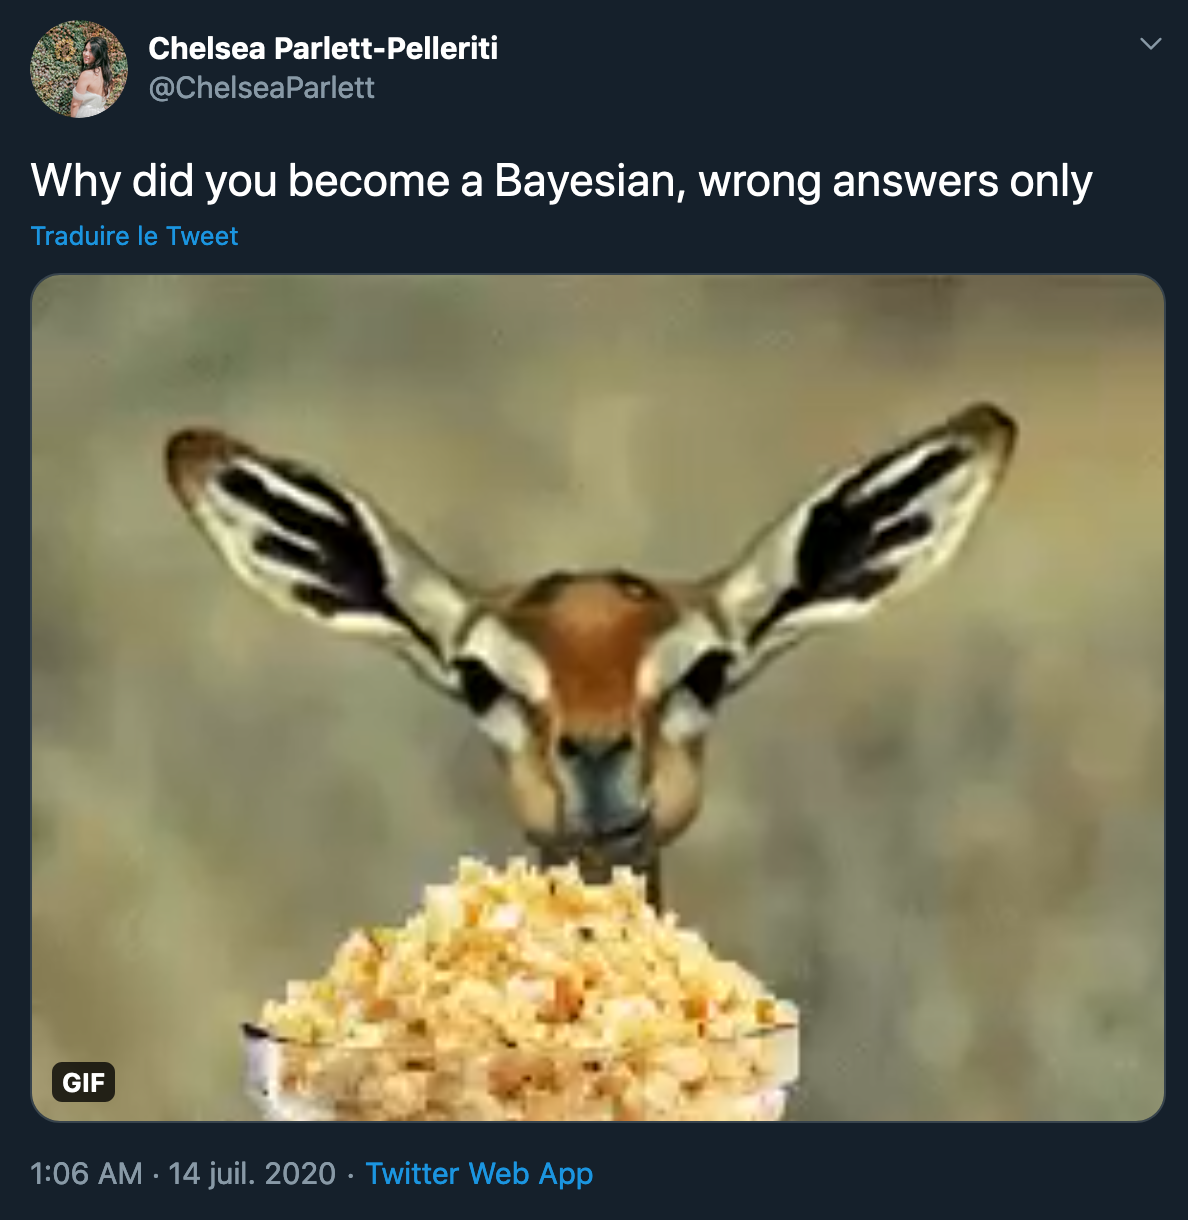 Chelsea Parlett-Pelleriti
@ChelseaParlett
Why did you become a Bayesian, wrong answers only
Traduire le Tweet
GIF
1:06 AM · 14 juil. 2020 · Twitter Web App